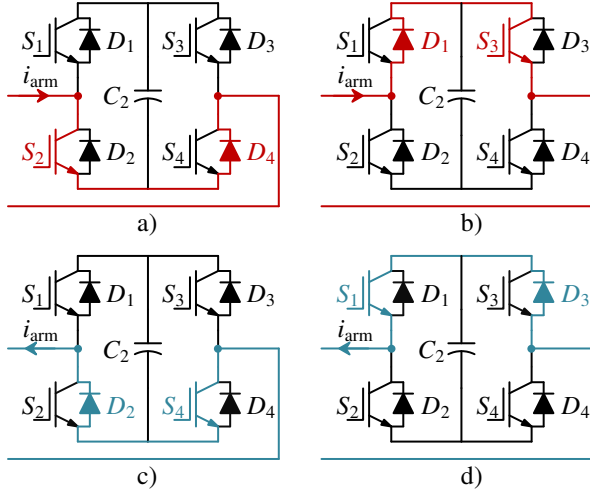 S1 D1 S3 D3
iarm C2
S2 D2 S4 D4
a)
S1 D1 S3 D3
iarm C2
S2 D2 S4 D4
b)
S1 D1 S3 D3
iarm C2
S2 D2 S4 D4
c)
S1 D1 S3 D3
iarm C2
S2 D2 S4 D4
d)